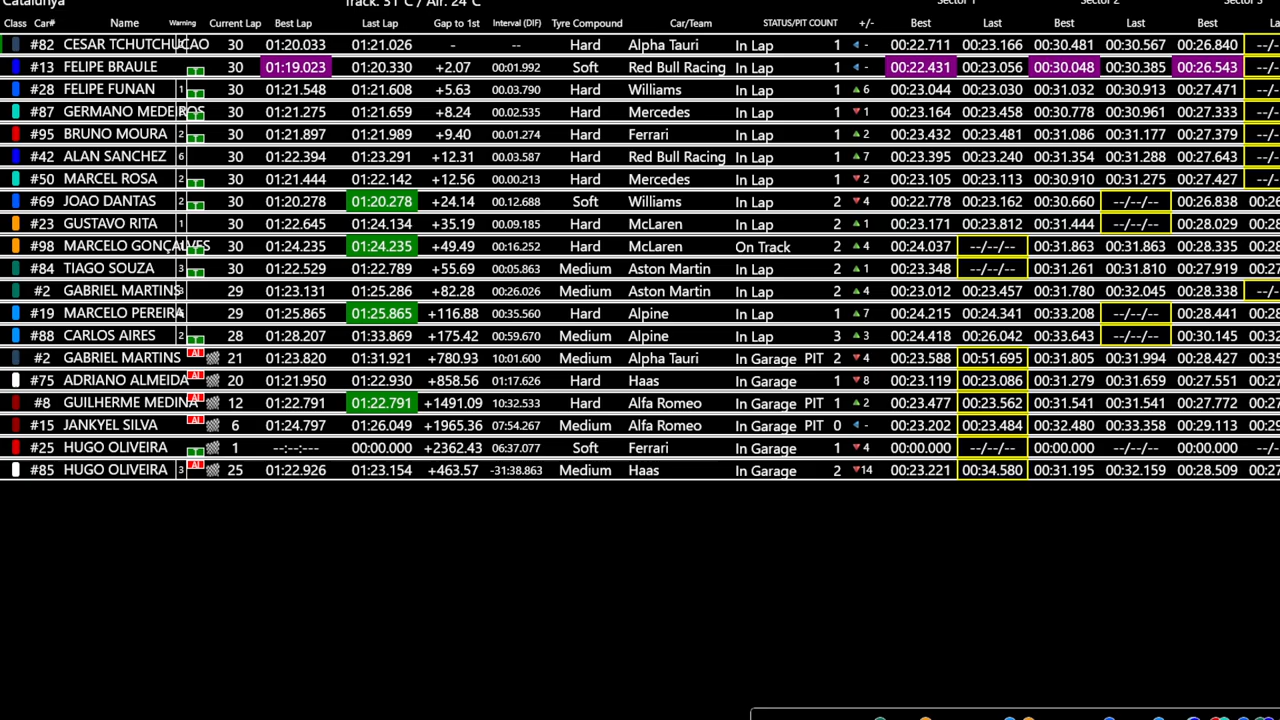 Catalunya Track: 31°C / Air: 24°C Sector 1 Sector 2 Sector 3
Class Car# Name Warning Current Lap Best Lap Last Lap Gap to 1st Interval (DIF) Tyre Compound Car/Team STATUS/PIT COUNT +/- Best Last Best Last Best
#82 CESAR TCHUTCHUCAO 30 01:20.033 01:21.026 - -- Hard Alpha Tauri In Lap 1 - 00:22.711 00:23.166 00:30.481 00:30.567 00:26.840 --/-
#13 FELIPE BRAULE 30 01:19.023 01:20.330 +2.07 00:01.992 Soft Red Bull Racing In Lap 1 - 00:22.431 00:23.056 00:30.048 00:30.385 00:26.543 --/-
#28 FELIPE FUNAN 1 30 01:21.548 01:21.608 +5.63 00:03.790 Hard Williams In Lap 1 6 00:23.044 00:23.030 00:31.032 00:30.913 00:27.471 --/-
#87 GERMANO MEDEIROS 30 01:21.275 01:21.659 +8.24 00:02.535 Hard Mercedes In Lap 1 1 00:23.164 00:23.458 00:30.778 00:30.961 00:27.333 --/-
#95 BRUNO MOURA 2 30 01:21.897 01:21.989 +9.40 00:01.274 Hard Ferrari In Lap 1 2 00:23.432 00:23.481 00:31.086 00:31.177 00:27.379 --/-
#42 ALAN SANCHEZ 6 30 01:22.394 01:23.291 +12.31 00:03.587 Hard Red Bull Racing In Lap 1 7 00:23.395 00:23.240 00:31.354 00:31.288 00:27.643 --/-
#50 MARCEL ROSA 2 30 01:21.444 01:22.142 +12.56 00:00.213 Hard Mercedes In Lap 1 2 00:23.105 00:23.113 00:30.910 00:31.275 00:27.427 --/-
#69 JOAO DANTAS 2 30 01:20.278 01:20.278 +24.14 00:12.688 Soft Williams In Lap 2 4 00:22.778 00:23.162 00:30.660 --/--/-- 00:26.838 00:26
#23 GUSTAVO RITA 1 30 01:22.645 01:24.134 +35.19 00:09.185 Hard McLaren In Lap 2 1 00:23.171 00:23.812 00:31.444 --/--/-- 00:28.029 00:28
#98 MARCELO GONÇALVES 30 01:24.235 01:24.235 +49.49 00:16.252 Hard McLaren On Track 2 4 00:24.037 --/--/-- 00:31.863 00:31.863 00:28.335 00:28
#84 TIAGO SOUZA 3 30 01:22.529 01:22.789 +55.69 00:05.863 Medium Aston Martin In Lap 2 1 00:23.348 --/--/-- 00:31.261 00:31.810 00:27.919 00:27
#2 GABRIEL MARTINS 29 01:23.131 01:25.286 +82.28 00:26.026 Medium Aston Martin In Lap 2 4 00:23.012 00:23.457 00:31.780 00:32.045 00:28.338 --/-
#19 MARCELO PEREIRA 29 01:25.865 01:25.865 +116.88 00:35.560 Hard Alpine In Lap 1 7 00:24.215 00:24.341 00:33.208 --/--/-- 00:28.441 00:28
#88 CARLOS AIRES 2 28 01:28.207 01:33.869 +175.42 00:59.670 Medium Alpine In Lap 3 3 00:24.418 00:26.042 00:33.643 --/--/-- 00:30.145 00:32
#2 GABRIEL MARTINS AI 21 01:23.820 01:31.921 +780.93 10:01.600 Medium Alpha Tauri In Garage PIT 2 4 00:23.588 00:51.695 00:31.805 00:31.994 00:28.427 00:35
#75 ADRIANO ALMEIDA AI 20 01:21.950 01:22.930 +858.56 01:17.626 Hard Haas In Garage PIT 1 8 00:23.119 00:23.086 00:31.279 00:31.659 00:27.551 00:27
#8 GUILHERME MEDINA AI 12 01:22.791 01:22.791 +1491.09 10:32.533 Hard Alfa Romeo In Garage PIT 1 2 00:23.477 00:23.562 00:31.541 00:31.541 00:27.772 00:27
#15 JANKYEL SILVA AI 6 01:24.797 01:26.049 +1965.36 07:54.267 Medium Alfa Romeo In Garage PIT 0 - 00:23.202 00:23.484 00:32.480 00:33.358 00:29.113 00:29
#25 HUGO OLIVEIRA 1 --:--:--- 00:00.000 +2362.43 06:37.077 Soft Ferrari In Garage 1 4 00:00.000 --/--/-- 00:00.000 --/--/-- 00:00.000 --/-
#85 HUGO OLIVEIRA 3 AI 25 01:22.926 01:23.154 +463.57 -31:38.863 Medium Haas In Garage 2 14 00:23.221 00:34.580 00:31.195 00:32.159 00:28.509 00:27